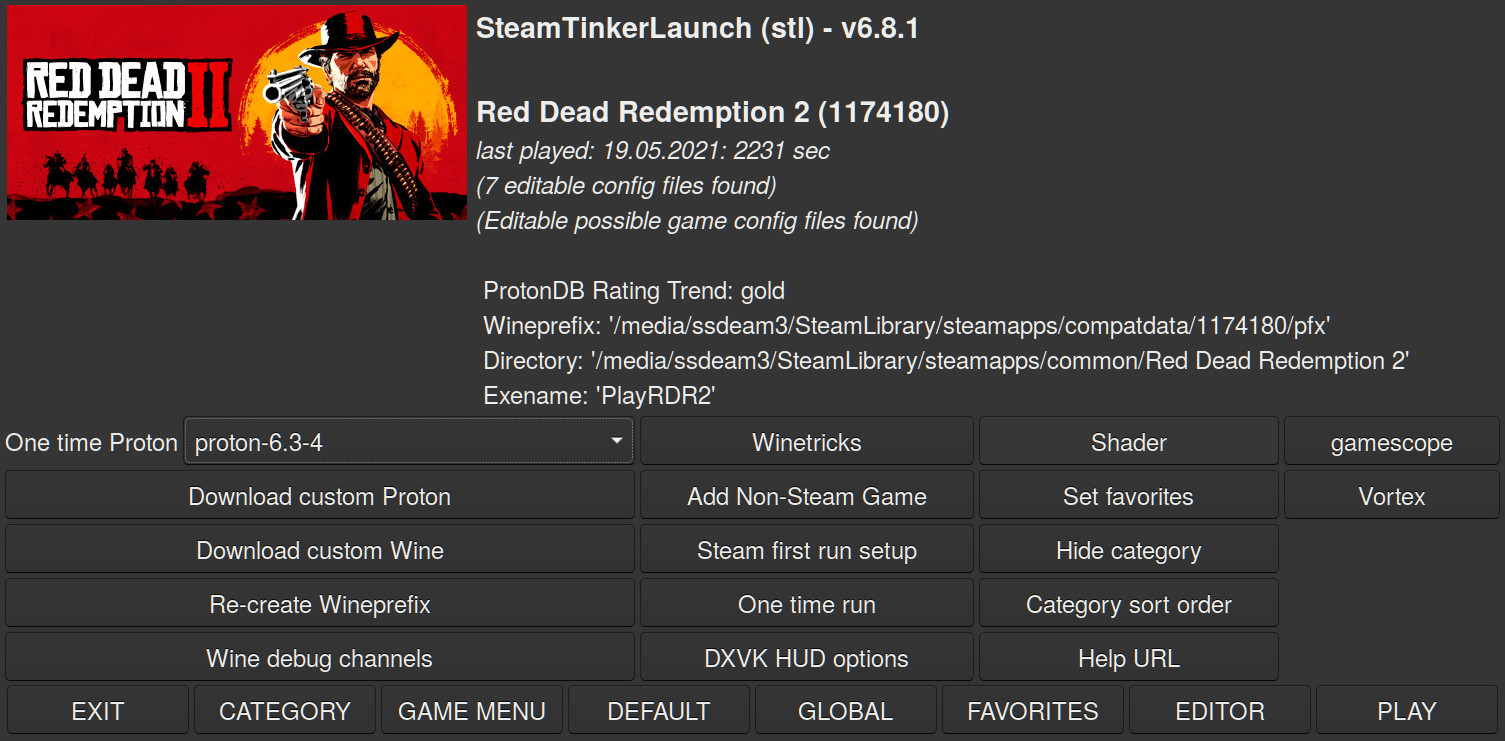 RED DEAD
REDEMPTION II
SteamTinkerLaunch (stl) - v6.8.1
Red Dead Redemption 2 (1174180)
last played: 19.05.2021: 2231 sec
(7 editable config files found)
(Editable possible game config files found)
ProtonDB Rating Trend: gold
Wineprefix: '/media/ssdeam3/SteamLibrary/steamapps/compatdata/1174180/pfx'
Directory: '/media/ssdeam3/SteamLibrary/steamapps/common/Red Dead Redemption 2'
Exename: 'PlayRDR2'
One time Proton proton-6.3-4 Winetricks Shader gamescope
Download custom Proton Add Non-Steam Game Set favorites Vortex
Download custom Wine Steam first run setup Hide category
Re-create Wineprefix One time run Category sort order
Wine debug channels DXVK HUD options Help URL
EXIT CATEGORY GAME MENU DEFAULT GLOBAL FAVORITES EDITOR PLAY